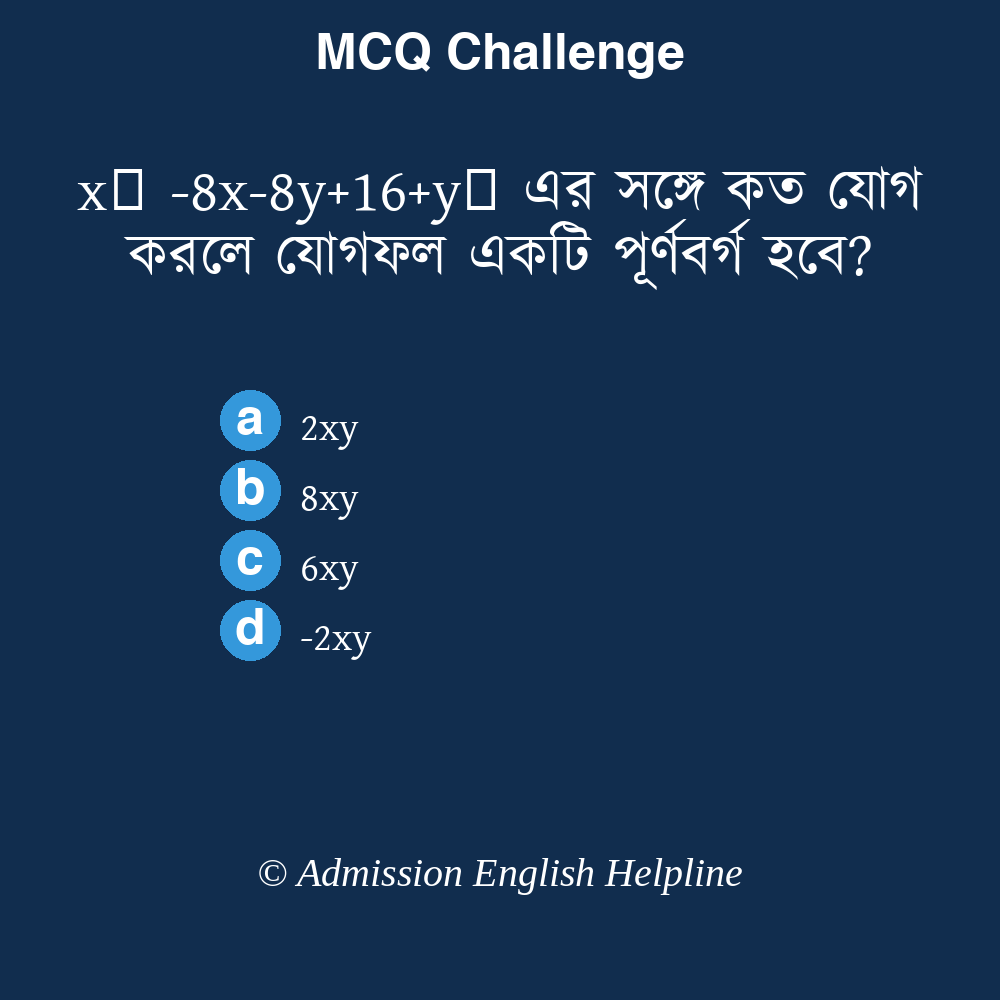 MCQ Challenge
x▯ -8x-8y+16+y▯ এর সঙ্গে কত যোগ
করলে যোগফল একটি পূর্ণবর্গ হবে?
a 2xy
b 8xy
c 6xy
d -2xy
© Admission English Helpline